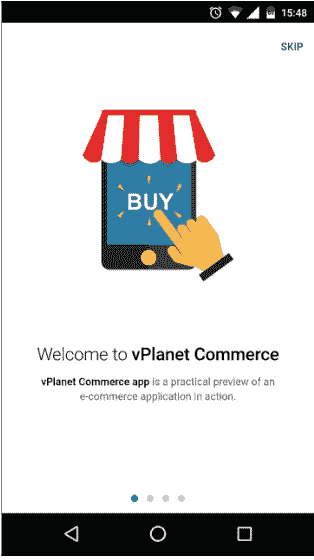 15:48
SKIP
BUY
Welcome to vPlanet Commerce
vPlanet Commerce app is a practical preview of an
e-commerce application in action.